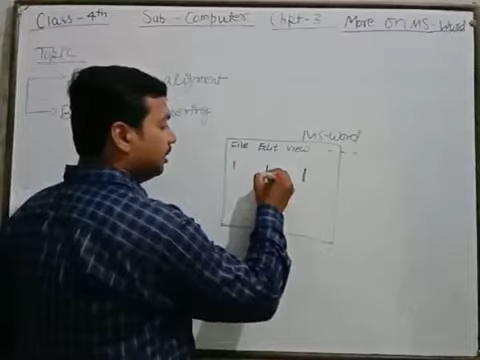 Class-4th Sub-Computer Chpt-3 More on MS-Word
Topic
MS-Word
File Edit View ---